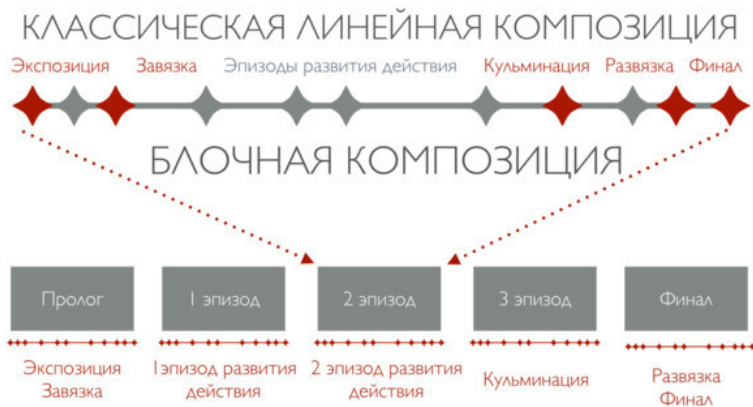 КЛАССИЧЕСКАЯ ЛИНЕЙНАЯ КОМПОЗИЦИЯ
Экспозиция Завязка Эпизоды развития действия Кульминация Развязка Финал
БЛОЧНАЯ КОМПОЗИЦИЯ
Пролог 1 эпизод 2 эпизод 3 эпизод Финал
Экспозиция 1эпизод развития 2 эпизод развития Кульминация Развязка
Завязка действия действия Финал